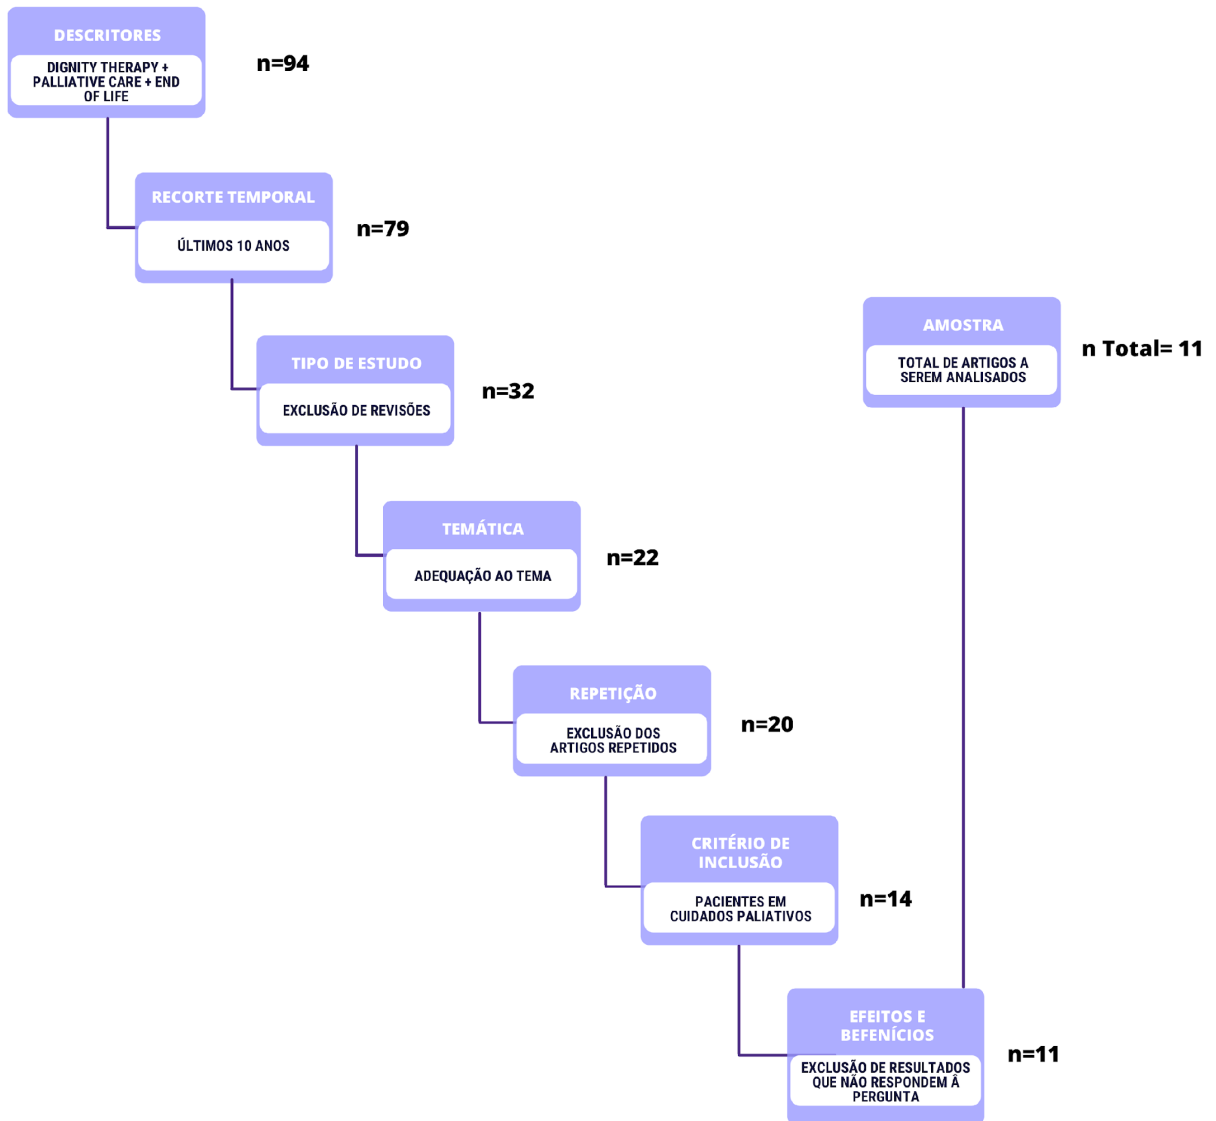 DESCRITORES
DIGNITY THERAPY +
PALLIATIVE CARE + END
OF LIFE
n=94
RECORTE TEMPORAL
ÚLTIMOS 10 ANOS
n=79
TIPO DE ESTUDO
EXCLUSÃO DE REVISÕES
n=32
AMOSTRA
TOTAL DE ARTIGOS A
SEREM ANALISADOS
n Total= 11
TEMÁTICA
ADEQUAÇÃO AO TEMA
n=22
REPETIÇÃO
EXCLUSÃO DOS
ARTIGOS REPETIDOS
n=20
CRITÉRIO DE
INCLUSÃO
PACIENTES EM
CUIDADOS PALIATIVOS
n=14
EFEITOS E
BEFENÍCIOS
EXCLUSÃO DE RESULTADOS
QUE NÃO RESPONDEM Â
PERGUNTA
n=11